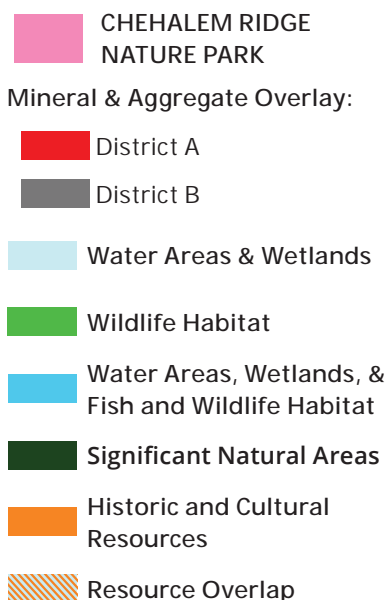 CHEHALEM RIDGE
NATURE PARK
Mineral & Aggregate Overlay:
District A
District B
Water Areas & Wetlands
Wildlife Habitat
Water Areas, Wetlands, &
Fish and Wildlife Habitat
Significant Natural Areas
Historic and Cultural
Resources
Resource Overlap